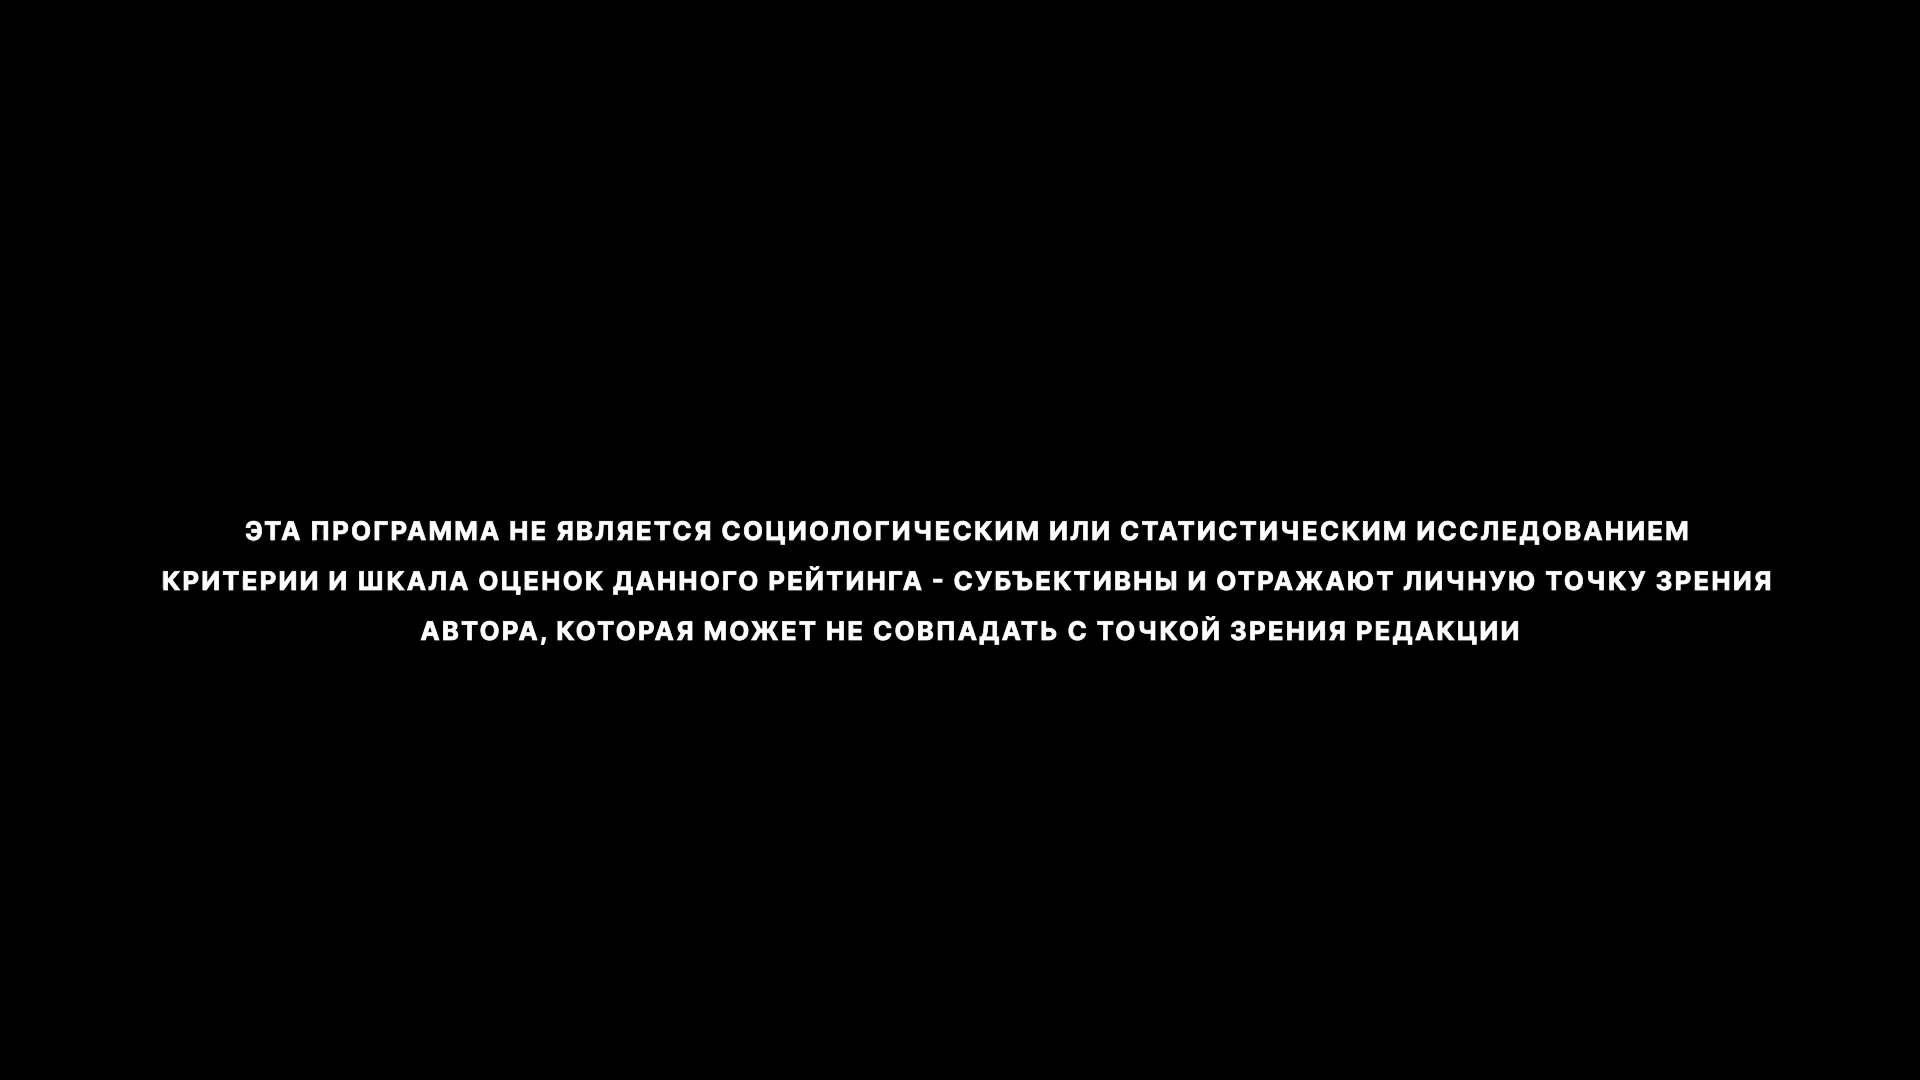 ЭТА ПРОГРАММА НЕ ЯВЛЯЕТСЯ СОЦИОЛОГИЧЕСКИМ ИЛИ СТАТИСТИЧЕСКИМ ИССЛЕДОВАНИЕМ
КРИТЕРИИ И ШКАЛА ОЦЕНОК ДАННОГО РЕЙТИНГА - СУБЪЕКТИВНЫ И ОТРАЖАЮТ ЛИЧНУЮ ТОЧКУ ЗРЕНИЯ
АВТОРА, КОТОРАЯ МОЖЕТ НЕ СОВПАДАТЬ С ТОЧКОЙ ЗРЕНИЯ РЕДАКЦИИ